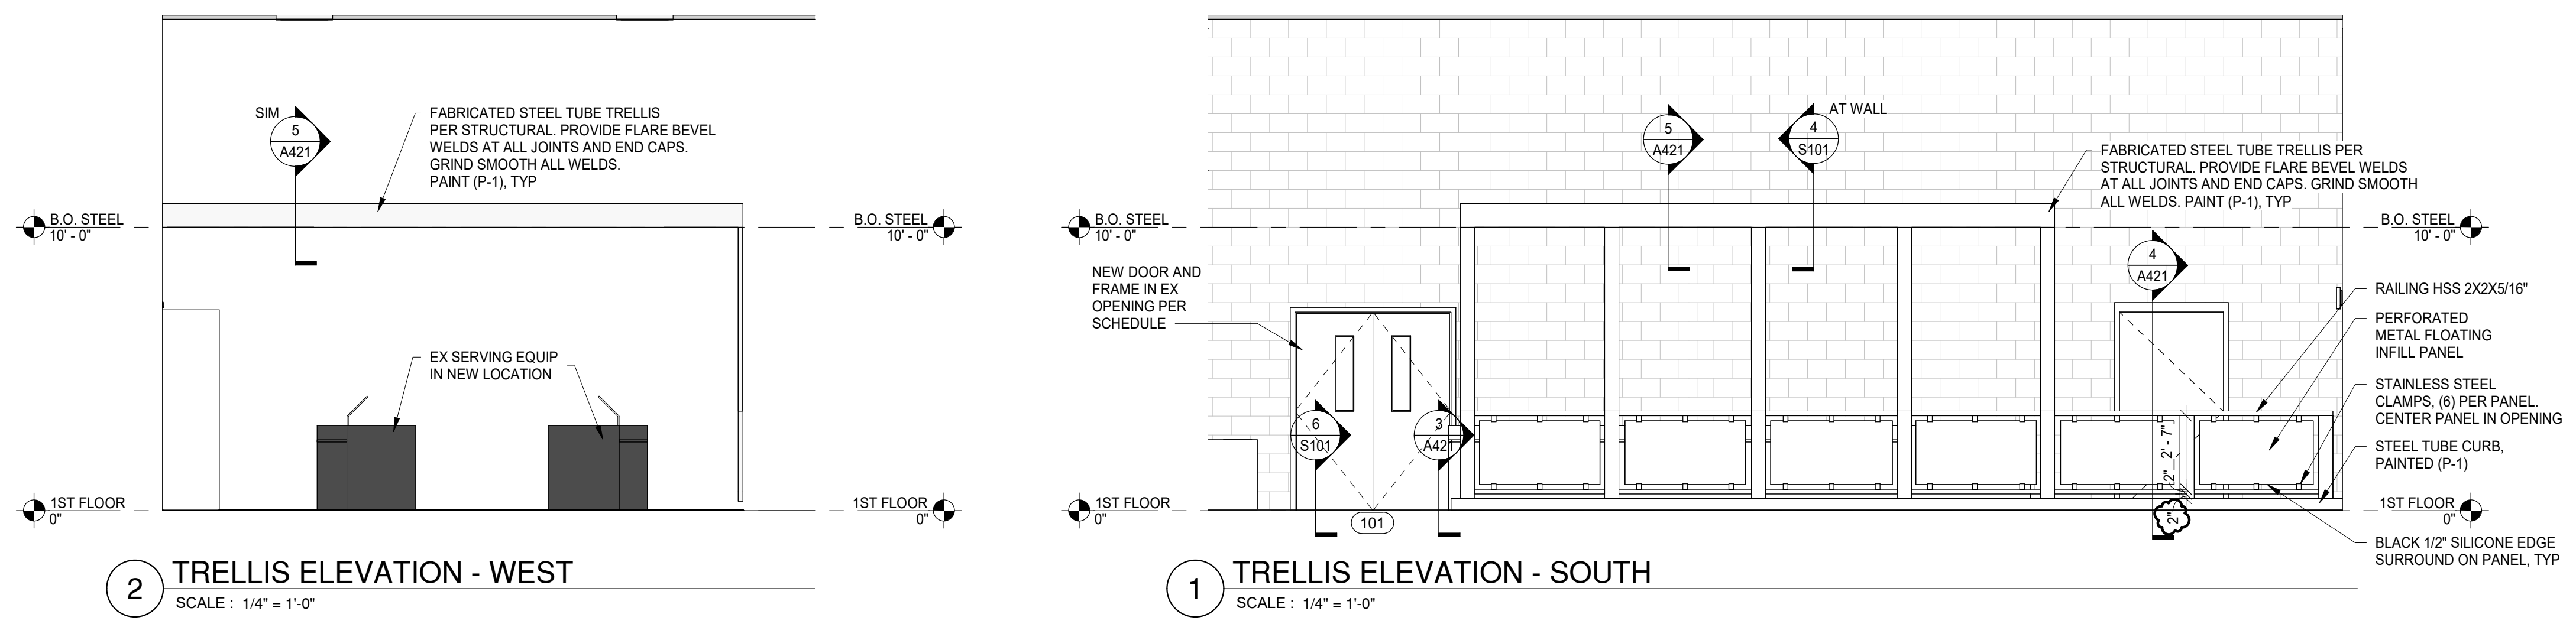 SIM
5
A421
FABRICATED STEEL TUBE TRELLIS
PER STRUCTURAL. PROVIDE FLARE BEVEL
WELDS AT ALL JOINTS AND END CAPS.
GRIND SMOOTH ALL WELDS.
PAINT (P-1), TYP
B.O. STEEL
10' - 0"
B.O. STEEL
10' - 0"
EX SERVING EQUIP
IN NEW LOCATION
1ST FLOOR
0"
1ST FLOOR
0"
2
TRELLIS ELEVATION - WEST
SCALE : 1/4" = 1'-0"
5
A421
4
S101
AT WALL
FABRICATED STEEL TUBE TRELLIS PER
STRUCTURAL. PROVIDE FLARE BEVEL WELDS
AT ALL JOINTS AND END CAPS. GRIND SMOOTH
ALL WELDS. PAINT (P-1), TYP
B.O. STEEL
10' - 0"
B.O. STEEL
10' - 0"
NEW DOOR AND
FRAME IN EX
OPENING PER
SCHEDULE
4
A421
RAILING HSS 2X2X5/16"
PERFORATED
METAL FLOATING
INFILL PANEL
STAINLESS STEEL
CLAMPS, (6) PER PANEL.
CENTER PANEL IN OPENING
STEEL TUBE CURB,
PAINTED (P-1)
6
S101
3
A421
2' - 7"
2"
2"
1ST FLOOR
0"
101
1ST FLOOR
0"
BLACK 1/2" SILICONE EDGE
SURROUND ON PANEL, TYP
1
TRELLIS ELEVATION - SOUTH
SCALE : 1/4" = 1'-0"